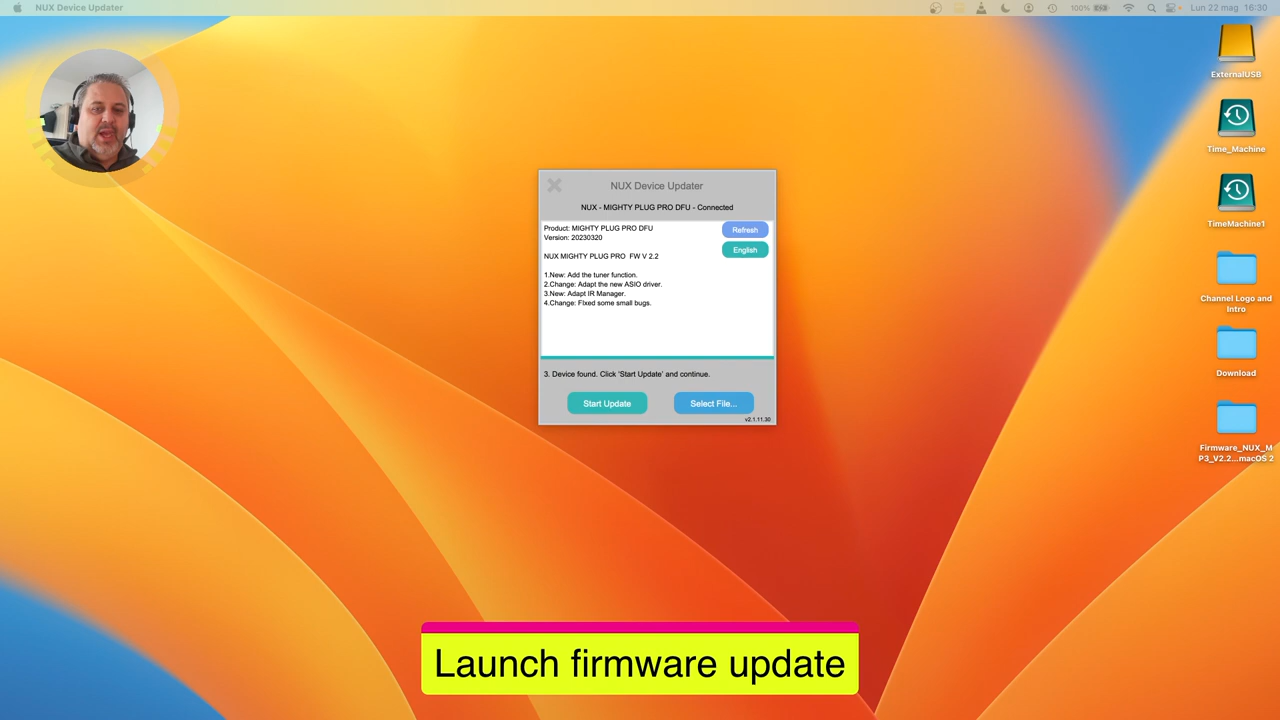 NUX Device Updater
100%
Lun 22 mag 16:30
ExternalUSB
Time_Machine
TimeMachine1
Channel Logo and
Intro
Download
Firmware_NUX_M
P3_V2.2...macOS 2
NUX Device Updater
NUX - MIGHTY PLUG PRO DFU - Connected
Product: MIGHTY PLUG PRO DFU
Version: 20230320
Refresh
English
NUX MIGHTY PLUG PRO FW V 2.2
1.New: Add the tuner function.
2.Change: Adapt the new ASIO driver.
3.New: Adapt IR Manager.
4.Change: FIxed some small bugs.
3. Device found. Click 'Start Update' and continue.
Start Update
Select File...
v2.1.11.30
Launch firmware update